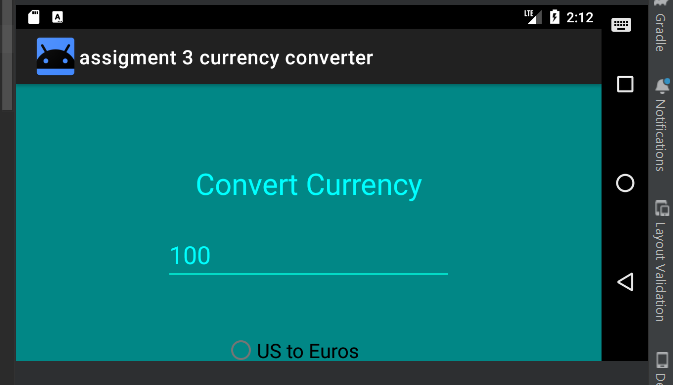 LTE 2:12
assigment 3 currency converter
Convert Currency
100
US to Euros
Gradle
Notifications
Layout Validation